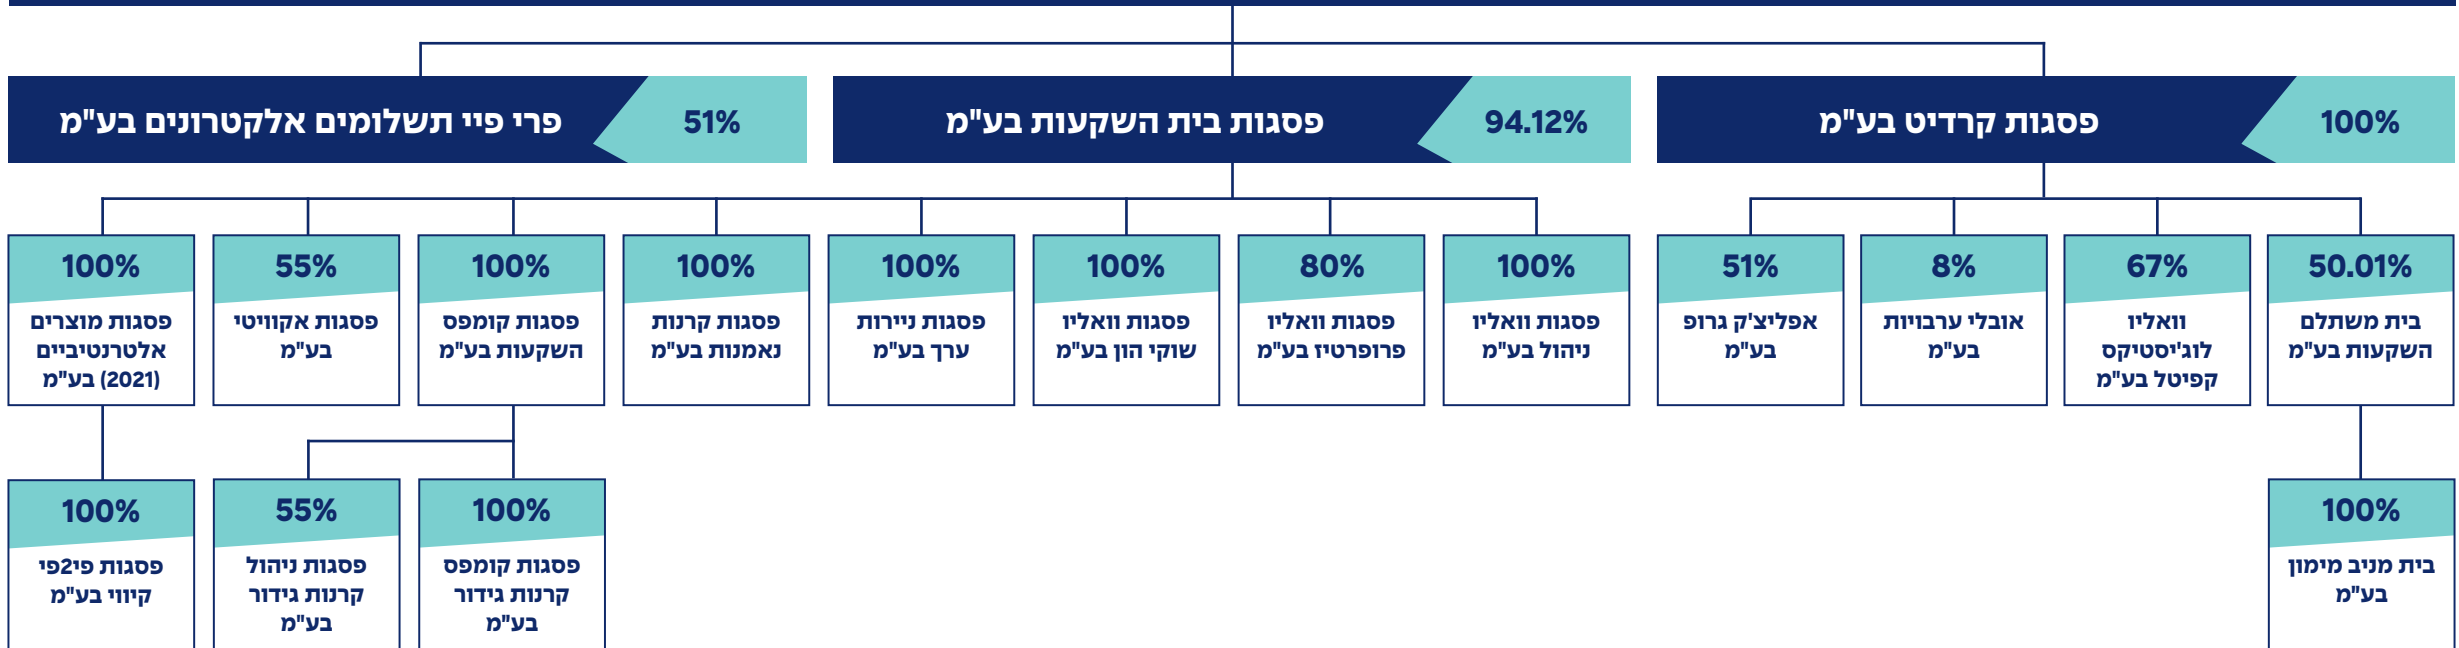 100%
פסגות קרדיט בע"מ
94.12%
פסגות בית השקעות בע"מ
51%
פרי פיי תשלומים אלקטרונים בע"מ
50.01%
בית משתלם
השקעות בע"מ
67%
וואליו
לוג'יסטיקס
קפיטל בע"מ
8%
אובלי ערבויות
בע"מ
51%
אפליצ'ק גרופ
בע"מ
100%
פסגות וואליו
ניהול בע"מ
80%
פסגות וואליו
פרופרטיז בע"מ
100%
פסגות וואליו
שוקי הון בע"מ
100%
פסגות ניירות
ערך בע"מ
100%
פסגות קרנות
נאמנות בע"מ
100%
פסגות קומפס
השקעות בע"מ
55%
פסגות אקוויטי
בע"מ
100%
פסגות מוצרים
אלטרנטיביים
(2021) בע"מ
100%
בית מניב מימון
בע"מ
100%
פסגות קומפס
קרנות גידור
בע"מ
55%
פסגות ניהול
קרנות גידור
בע"מ
100%
פסגות פי2פי
קיווי בע"מ